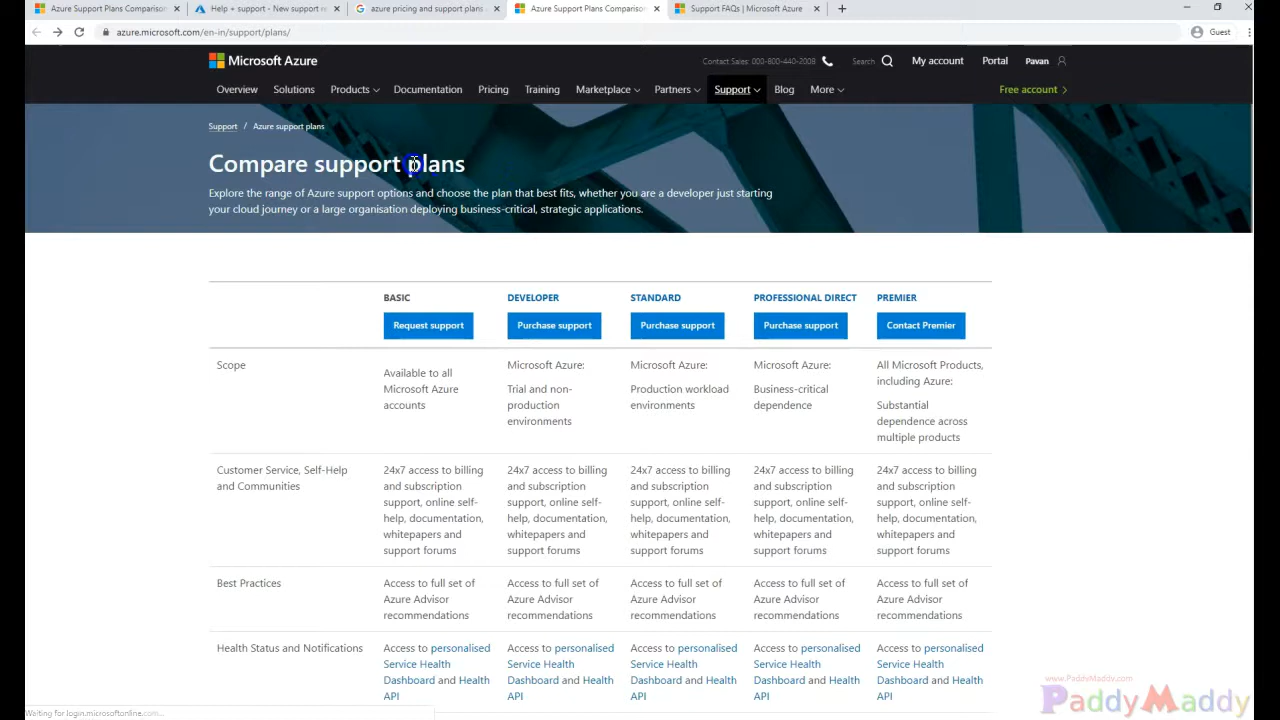 Azure Support Plans Comparison
Help + support - New support re
azure pricing and support plans
Azure Support Plans Comparison
Support FAQs | Microsoft Azure
azure.microsoft.com/en-in/support/plans/
Guest
Microsoft Azure
Contact Sales: 000-800-440-2008
Search
My account
Portal
Pavan
Overview
Solutions
Products
Documentation
Pricing
Training
Marketplace
Partners
Support
Blog
More
Free account
Support / Azure support plans
Compare support plans
Explore the range of Azure support options and choose the plan that best fits, whether you are a developer just starting
your cloud journey or a large organisation deploying business-critical, strategic applications.
BASIC
DEVELOPER
STANDARD
PROFESSIONAL DIRECT
PREMIER
Request support
Purchase support
Purchase support
Purchase support
Contact Premier
Scope
Available to all
Microsoft Azure
accounts
Microsoft Azure:
Trial and non-
production
environments
Microsoft Azure:
Production workload
environments
Microsoft Azure:
Business-critical
dependence
All Microsoft Products,
including Azure:
Substantial
dependence across
multiple products
Customer Service, Self-Help
and Communities
24x7 access to billing
and subscription
support, online self-
help, documentation,
whitepapers and
support forums
24x7 access to billing
and subscription
support, online self-
help, documentation,
whitepapers and
support forums
24x7 access to billing
and subscription
support, online self-
help, documentation,
whitepapers and
support forums
24x7 access to billing
and subscription
support, online self-
help, documentation,
whitepapers and
support forums
24x7 access to billing
and subscription
support, online self-
help, documentation,
whitepapers and
support forums
Best Practices
Access to full set of
Azure Advisor
recommendations
Access to full set of
Azure Advisor
recommendations
Access to full set of
Azure Advisor
recommendations
Access to full set of
Azure Advisor
recommendations
Access to full set of
Azure Advisor
recommendations
Health Status and Notifications
Access to personalised
Service Health
Dashboard and Health
API
Access to personalised
Service Health
Dashboard and Health
API
Access to personalised
Service Health
Dashboard and Health
API
Access to personalised
Service Health
Dashboard and Health
API
Access to personalised
Service Health
Dashboard and Health
API
Waiting for login.microsoftonline.com...
www.PaddyMaddy.com
PaddyMaddy